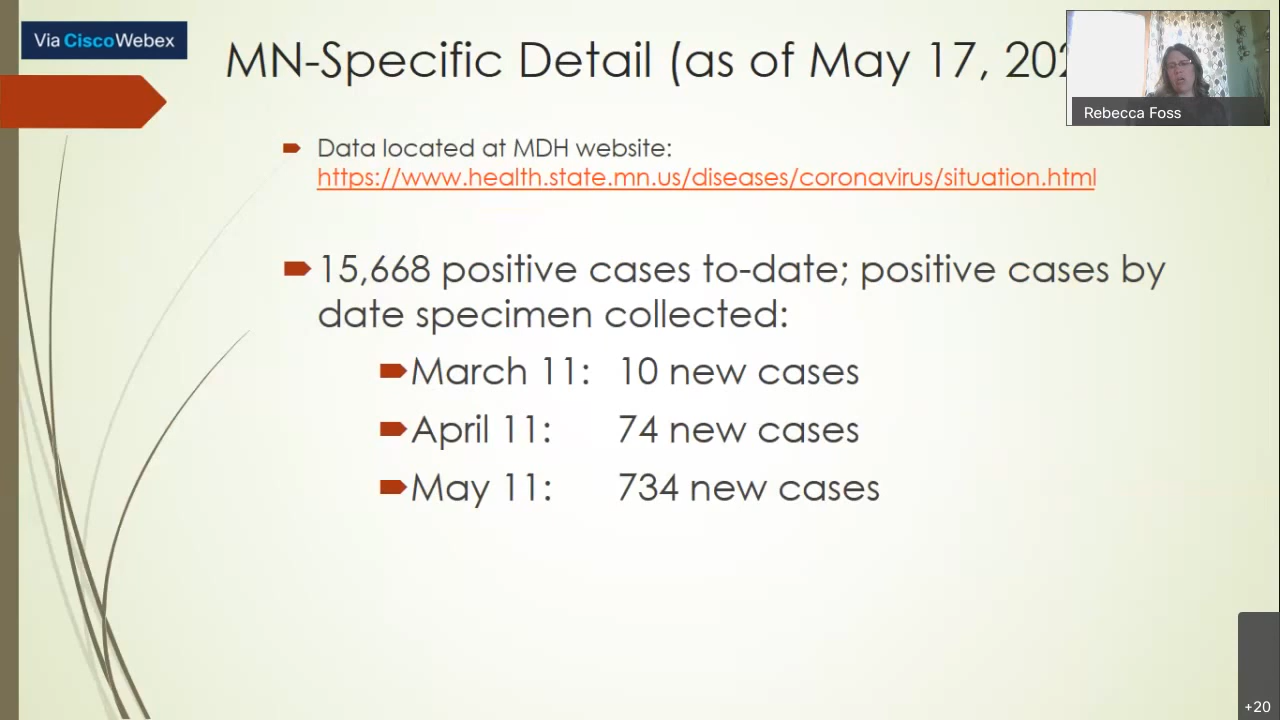 Via CiscoWebex
MN-Specific Detail (as of May 17, 202
Rebecca Foss
Data located at MDH website:
https://www.health.state.mn.us/diseases/coronavirus/situation.html
15,668 positive cases to-date; positive cases by
date specimen collected:
March 11: 10 new cases
April 11: 74 new cases
May 11: 734 new cases
+20